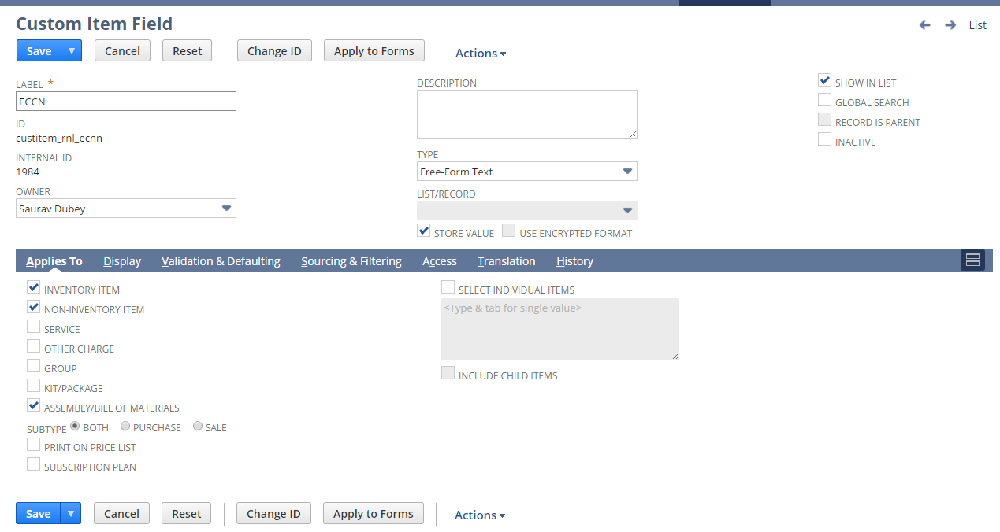 Custom Item Field
List
Save Cancel Reset Change ID Apply to Forms Actions
LABEL *
ECCN
ID
custitem_rnl_ecnn
INTERNAL ID
1984
OWNER
Saurav Dubey
DESCRIPTION
TYPE
Free-Form Text
LIST/RECORD
STORE VALUE USE ENCRYPTED FORMAT
SHOW IN LIST
GLOBAL SEARCH
RECORD IS PARENT
INACTIVE
Applies To Display Validation & Defaulting Sourcing & Filtering Access Translation History
INVENTORY ITEM
NON-INVENTORY ITEM
SERVICE
OTHER CHARGE
GROUP
KIT/PACKAGE
ASSEMBLY/BILL OF MATERIALS
SUBTYPE BOTH PURCHASE SALE
PRINT ON PRICE LIST
SUBSCRIPTION PLAN
SELECT INDIVIDUAL ITEMS
<Type & tab for single value>
INCLUDE CHILD ITEMS
Save Cancel Reset Change ID Apply to Forms Actions